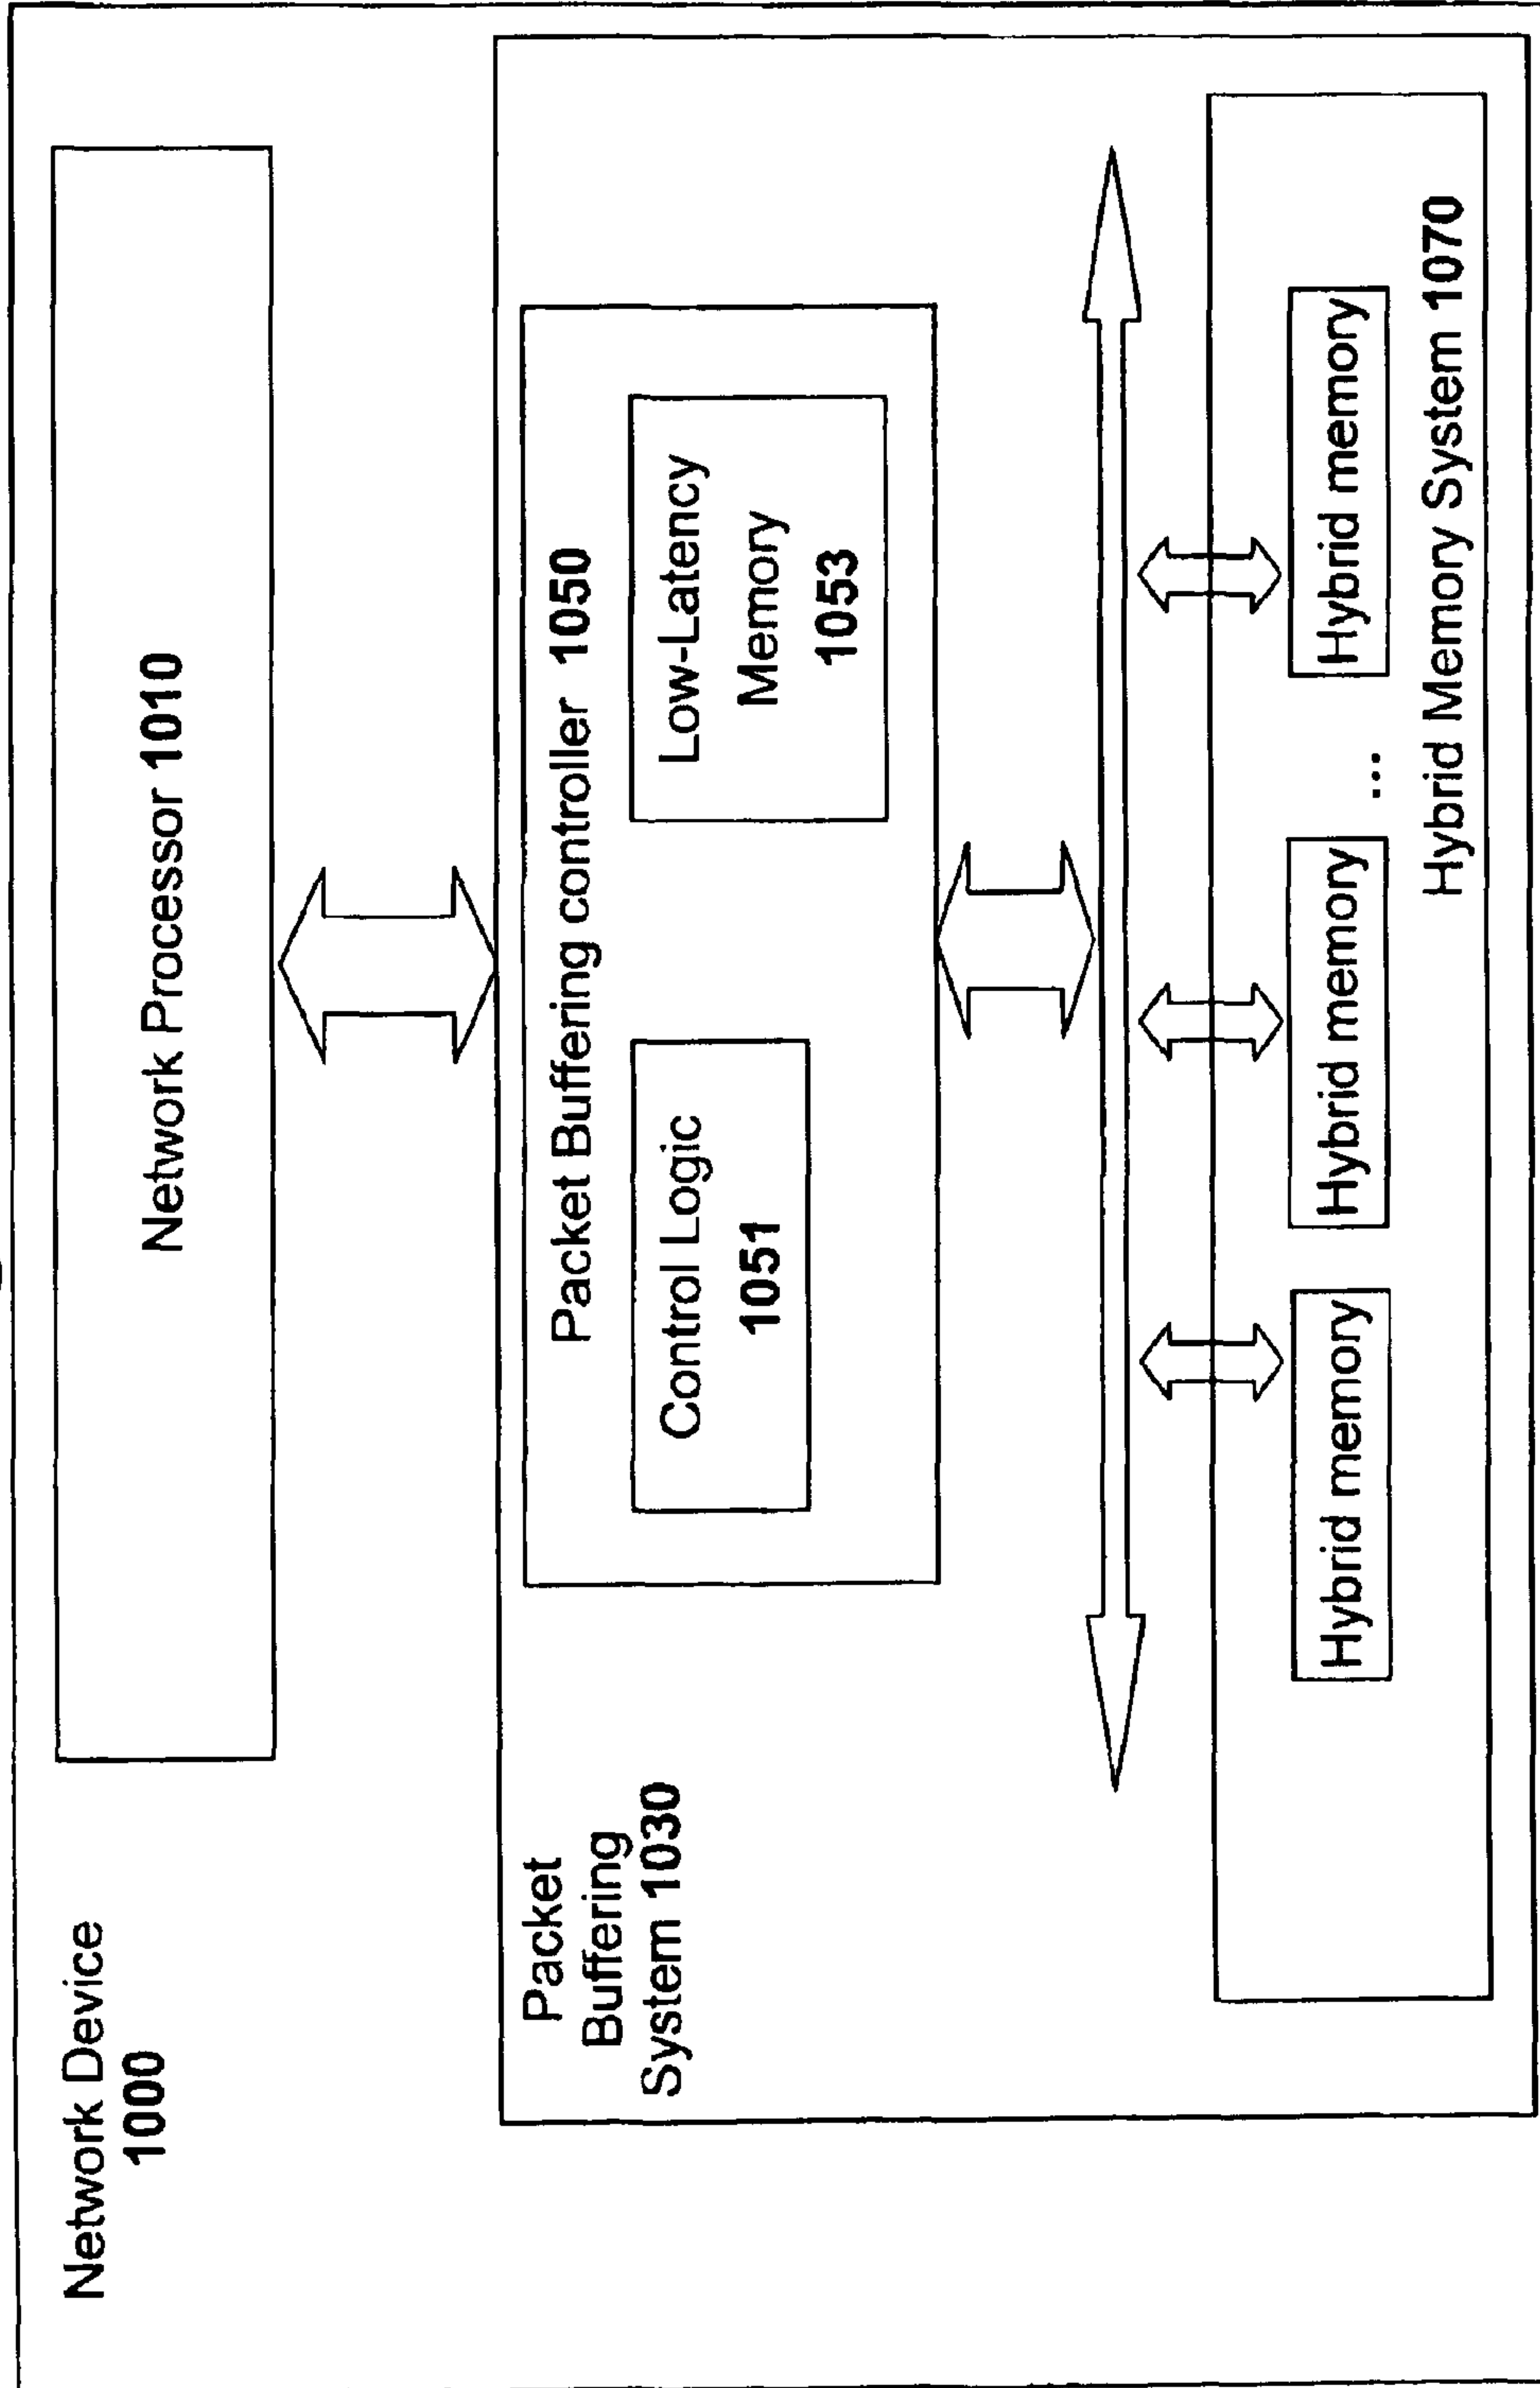 Network Device
1000
Network Processor 1010
Packet
Buffering
System 1030
Packet Buffering controller 1050
Control Logic
1051
Low-Latency
Memory
1053
Hybrid memory
Hybrid memory
...
Hybrid memory
Hybrid Memory System 1070